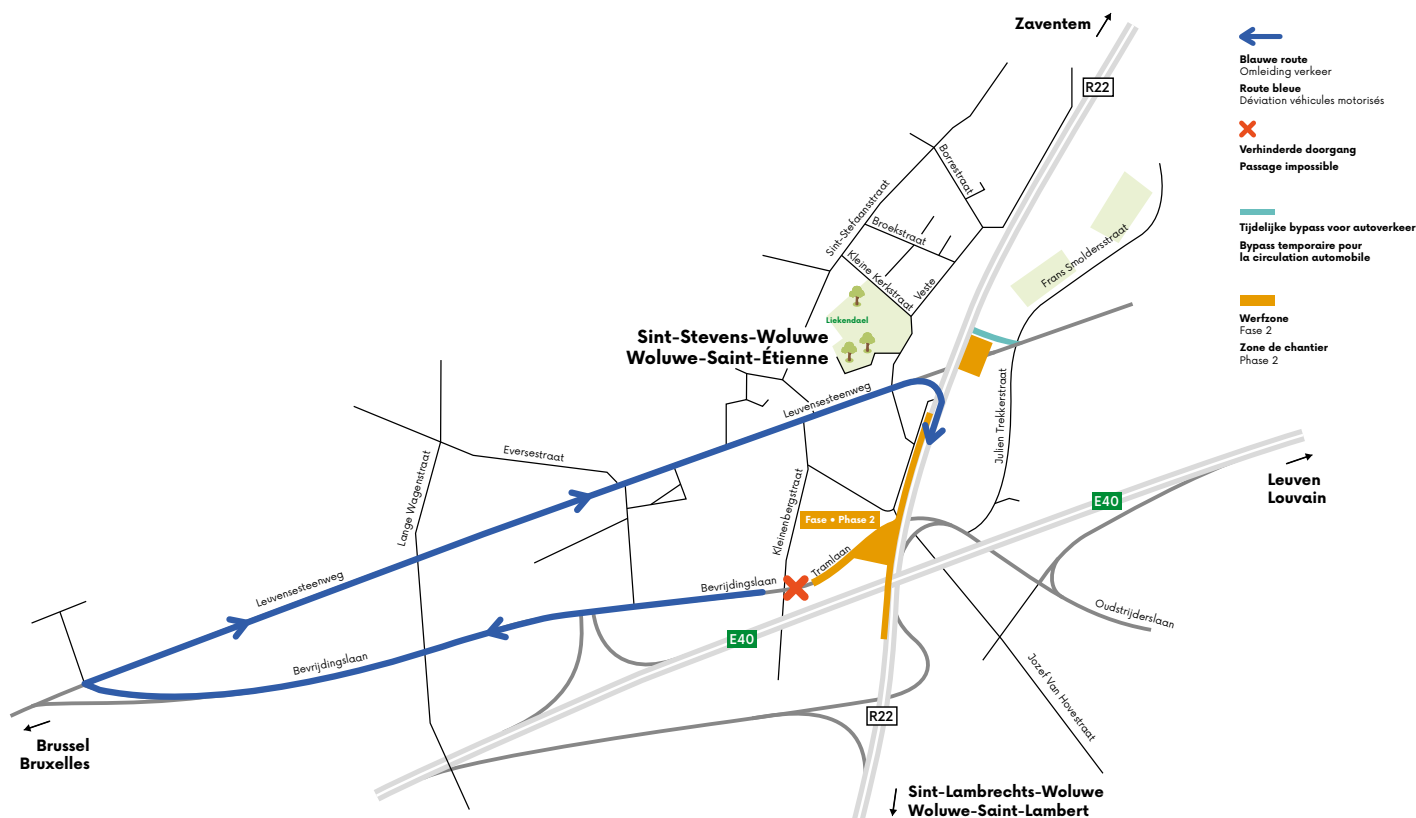 Zaventem
R22
Blauwe route
Omleiding verkeer
Route bleue
Déviation véhicules motorisés
Verhinderde doorgang
Passage impossible
Tijdelijke bypass voor autoverkeer
Bypass temporaire pour
la circulation automobile
Werfzone
Fase 2
Zone de chantier
Phase 2
Borrestraat
Sint-Stefaansstraat
Broekstraat
Kleine Kerkstraat
Veste
Frans Smoldersstraat
Liekendael
Sint-Stevens-Woluwe
Woluwe-Saint-Étienne
Leuvensesteenweg
Julien Trekkerstraat
Eversestraat
Lange Wagenstraat
Kleinenbergstraat
Leuven
Louvain
E40
Fase • Phase 2
Tramlaan
Leuvensteenweg
Bevrijdingslaan
Oudstrijderslaan
E40
Bevrijdingslaan
Jozef Van Hovestraat
R22
Brussel
Bruxelles
Sint-Lambrechts-Woluwe
Woluwe-Saint-Lambert